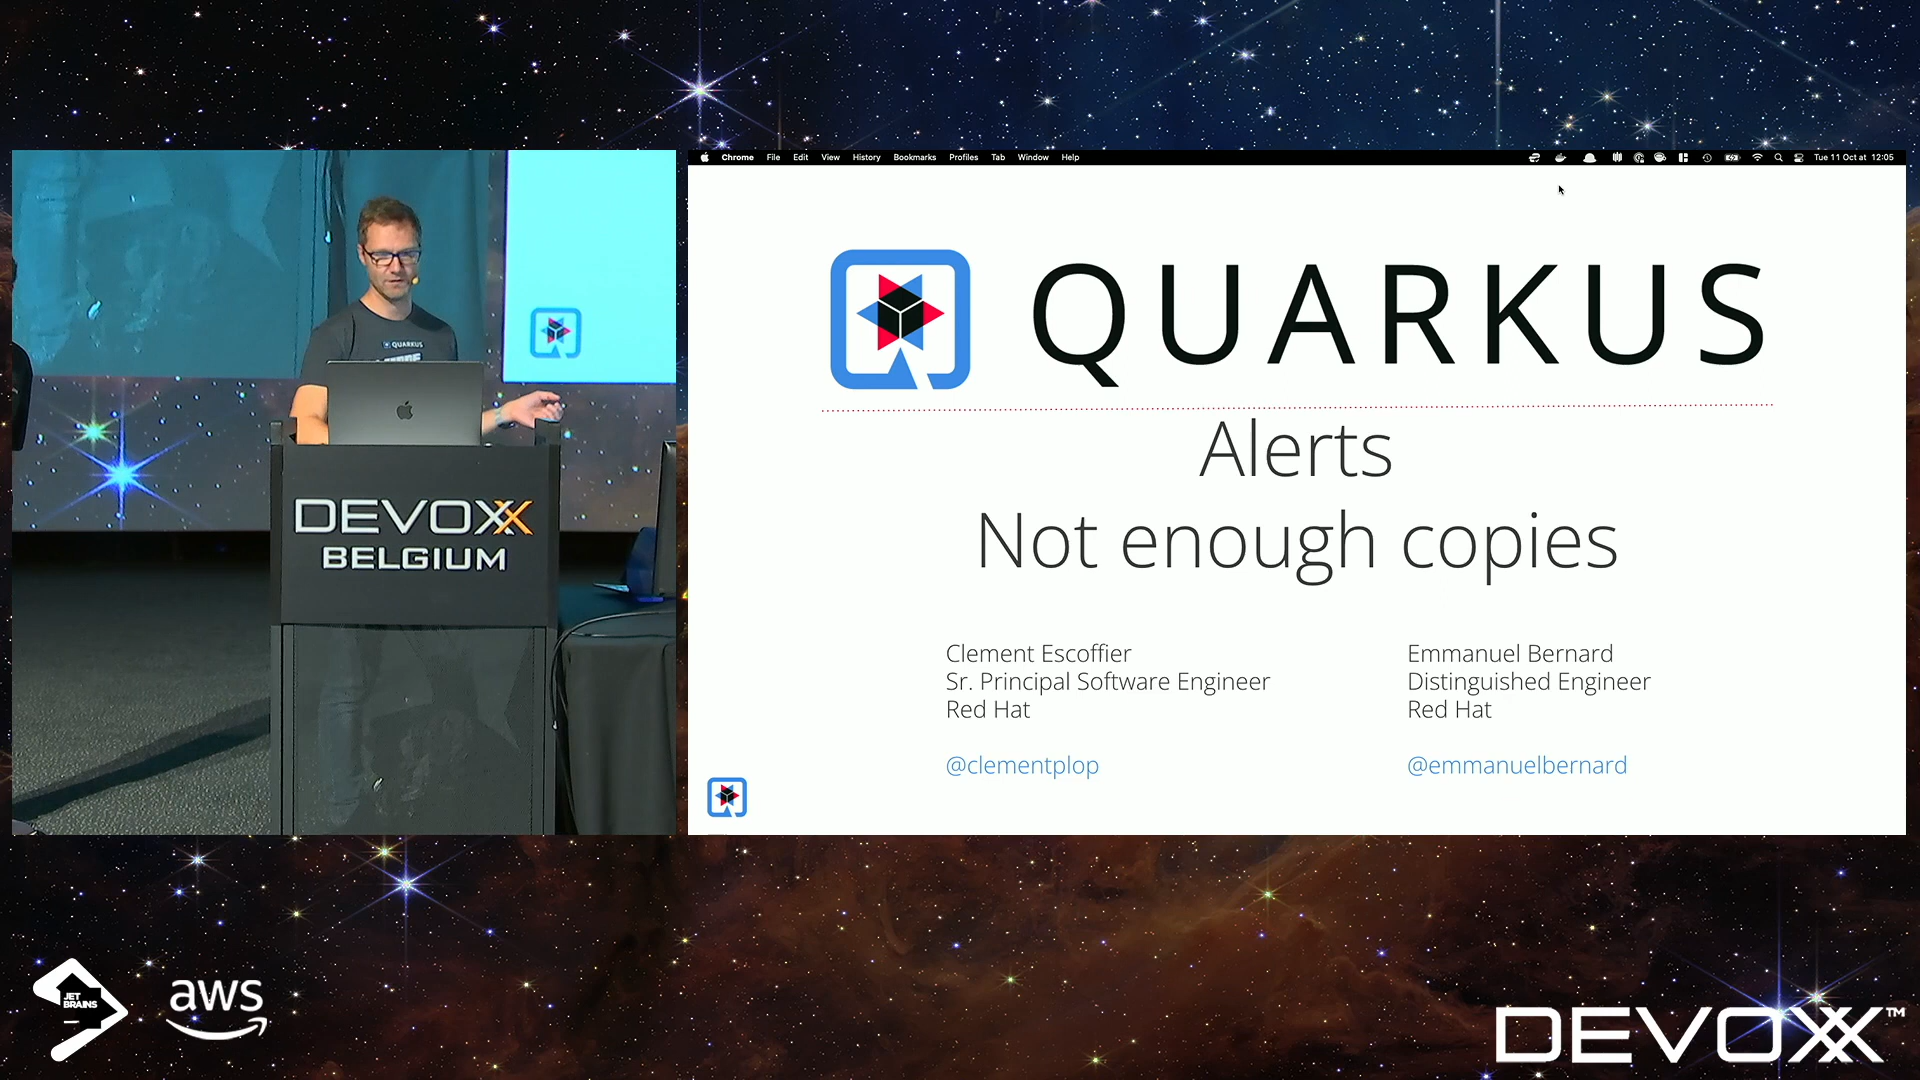 Chrome File Edit View History Bookmarks Profiles Tab Window Help Tue 11 Oct at 12:05
QUARKUS
Alerts
Not enough copies
Clement Escoffier
Sr. Principal Software Engineer
Red Hat
@clementplop
Emmanuel Bernard
Distinguished Engineer
Red Hat
@emmanuelbernard
QUARKUS
DEVOXX
BELGIUM
JET
BRAINS
aws
DEVOXX™